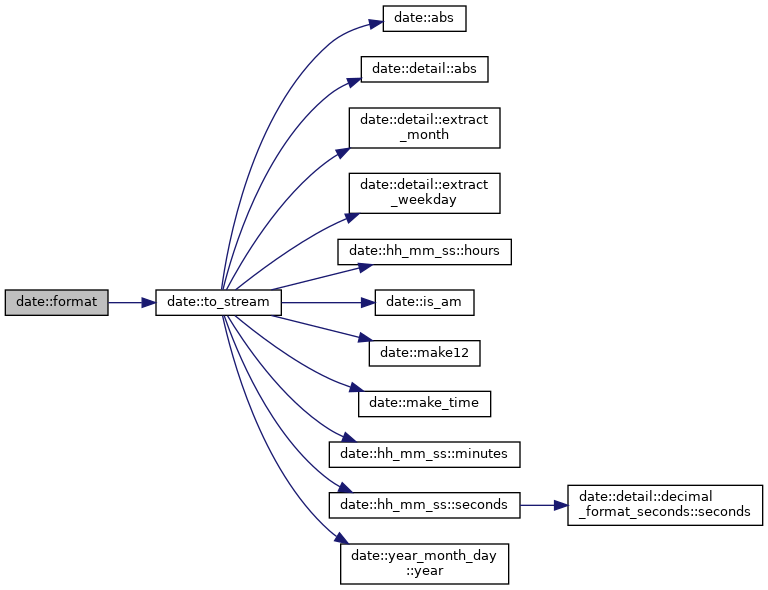 date::abs
date::detail::abs
date::detail::extract
_month
date::detail::extract
_weekday
date::hh_mm_ss::hours
date::format
date::to_stream
date::is_am
date::make12
date::make_time
date::hh_mm_ss::minutes
date::hh_mm_ss::seconds
date::detail::decimal
_format_seconds::seconds
date::year_month_day
::year